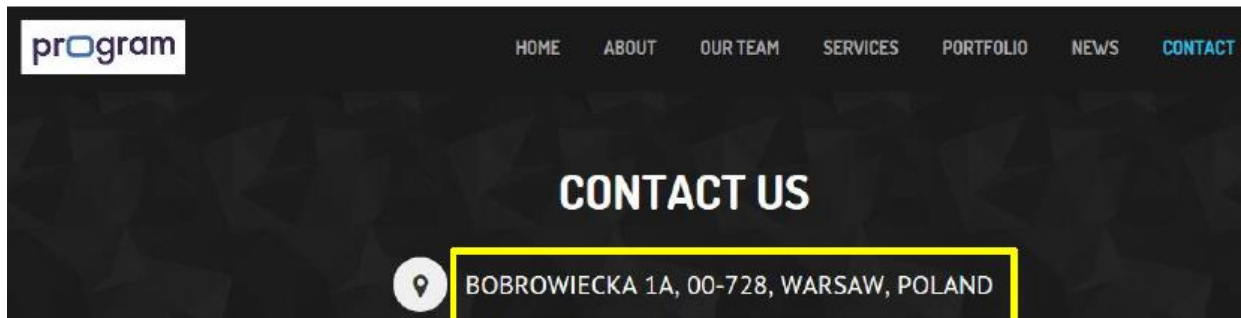 program
HOME ABOUT OUR TEAM SERVICES PORTFOLIO NEWS CONTACT
CONTACT US
BOBROWIECKA 1A, 00-728, WARSAW, POLAND